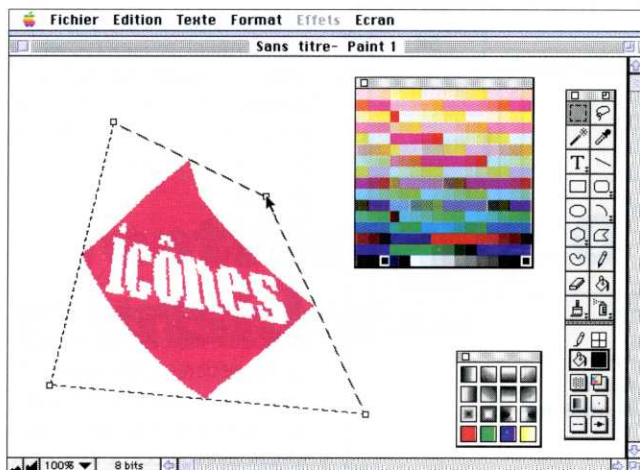 Fichier Edition Texte Format Effets Ecran
Sans titre- Paint 1
icônes
T
100% 8 bits